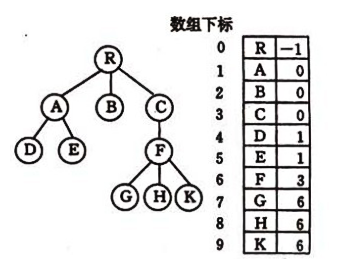 数组下标
R
A
B
C
D
E
F
G
H
K
0 R -1
1 A 0
2 B 0
3 C 0
4 D 1
5 E 1
6 F 3
7 G 6
8 H 6
9 K 6